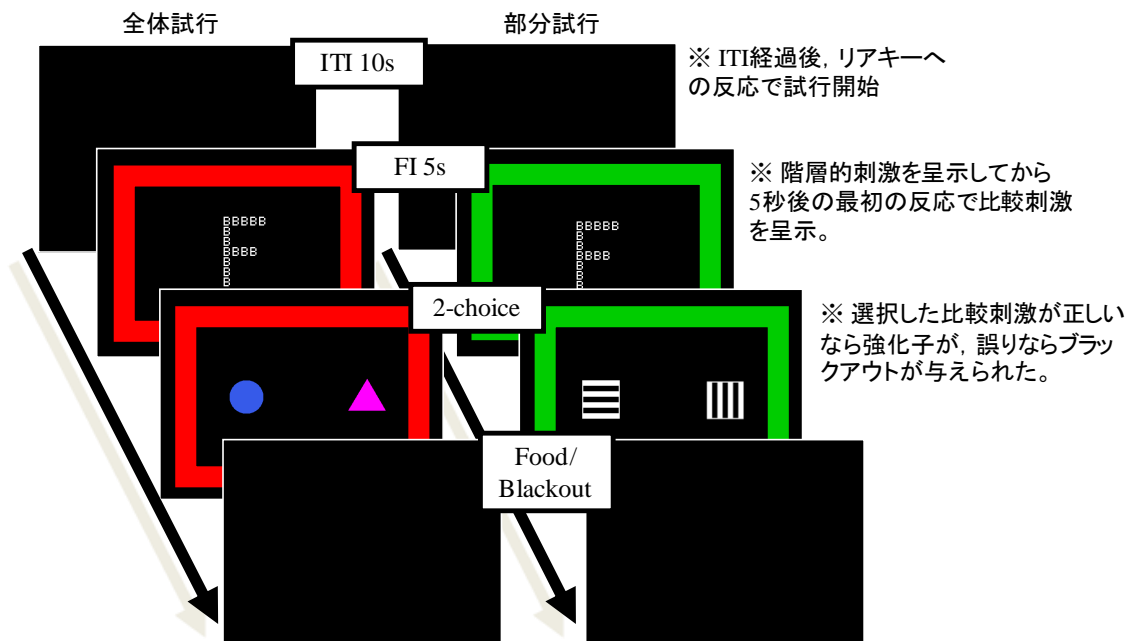 全体試行
部分試行
ITI 10s
※ ITI経過後, リアキーへ
の反応で試行開始
FI 5s
※ 階層的刺激を呈示してから
5秒後の最初の反応で比較刺激
を呈示。
BBBBB
B
B
BBBB
B
B
B
BBBBB
B
B
BBBB
B
B
B
2-choice
※ 選択した比較刺激が正しい
なら強化子が, 誤りならブラッ
クアウトが与えられた。
Food/
Blackout